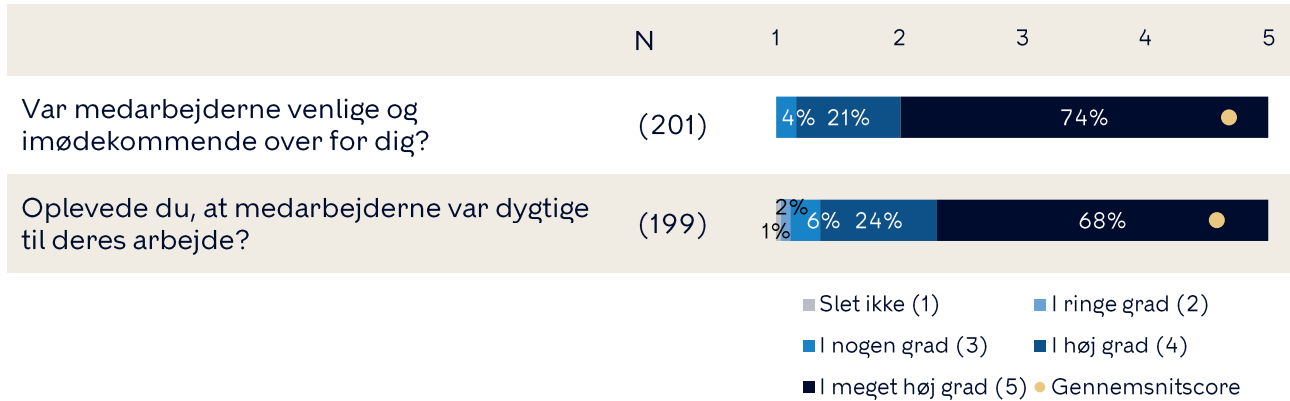 N 1 2 3 4 5
Var medarbejderne venlige og
imødekommende over for dig?
(201) 4% 21% 74%
Oplevede du, at medarbejderne var dygtige
til deres arbejde?
(199) 1% 2% 6% 24% 68%
Slet ikke (1) I ringe grad (2)
I nogen grad (3) I høj grad (4)
I meget høj grad (5) Gennemsnitscore